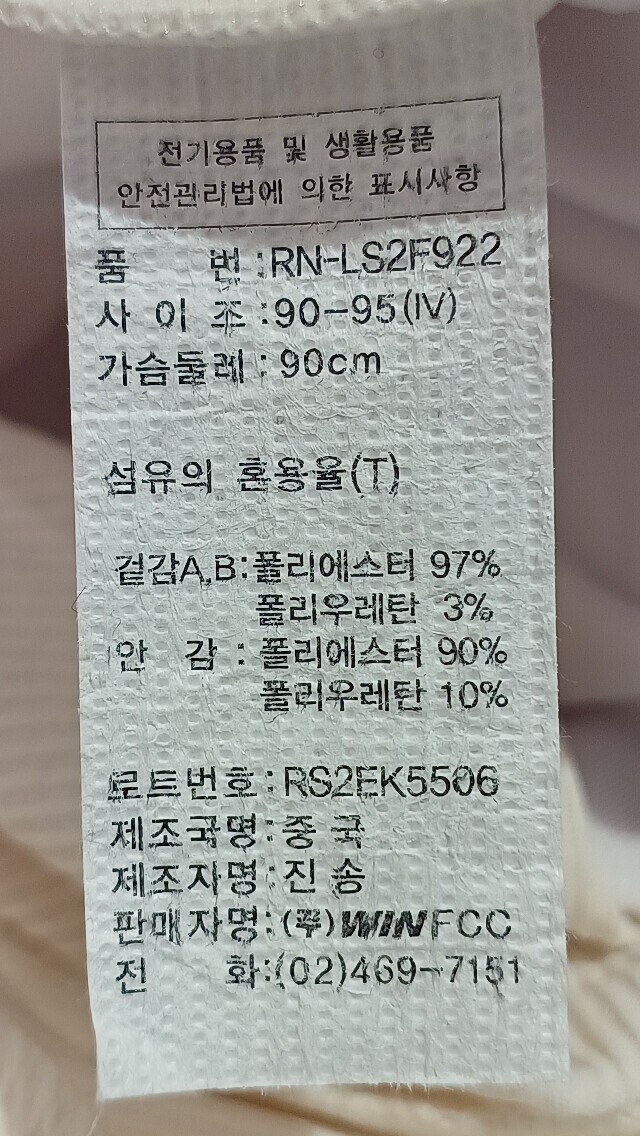 전기용품 및 생활용품
안전관리법에 의한 표시사항
품 번 : RN-LS2F922
사 이 조 : 90-95(IV)
가슴둘레 : 90cm
섬유의 혼용율(T)
겉감A,B: 폴리에스터 97%
폴리우레탄 3%
안 감 : 폴리에스터 90%
폴리우레탄 10%
로트번호 : RS2EK5506
제조국명 : 중 국
제조자명 : 진 송
판매자명 : (주)WINFCC
전 화:(02)469-7151